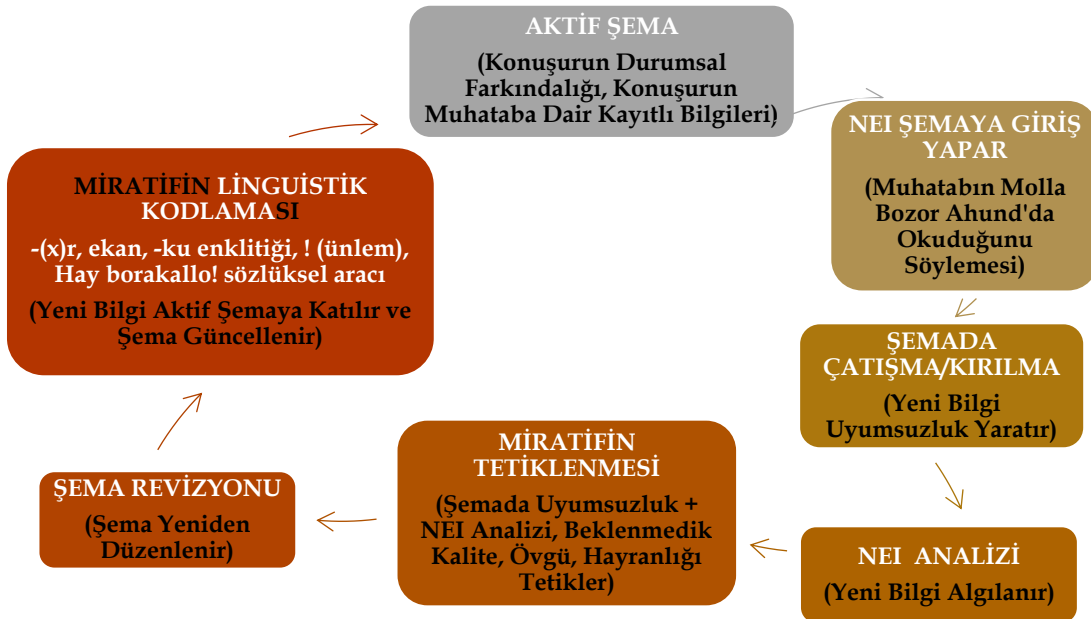 AKTİF ŞEMA
(Konuşurun Durumsal
Farkındalığı, Konuşurun
Muhataba Dair Kayıtlı Bilgileri)
NEI ŞEMAYA GİRİŞ
YAPAR
(Muhatabın Molla
Bozor Ahund'da
Okuduğunu
Söylemesi)
ŞEMADA
ÇATIŞMA/KIRILMA
(Yeni Bilgi
Uyumsuzluk Yaratır)
NEI ANALİZİ
(Yeni Bilgi Algılanır)
MİRATİFİN
TETİKLENMESİ
(Şemada Uyumsuzluk +
NEI Analizi, Beklenmedik
Kalite, Övgü, Hayranlığı
Tetikler)
ŞEMA REVİZYONU
(Şema Yeniden
Düzenlenir)
MİRATİFİN LİNGUİSTİK
KODLAMASI
-(x)r, ekan, -ku enklitiği, ! (ünlem),
Hay borakallo! sözlüksel aracı
(Yeni Bilgi Aktif Şemaya Katılır ve
Şema Güncellenir)